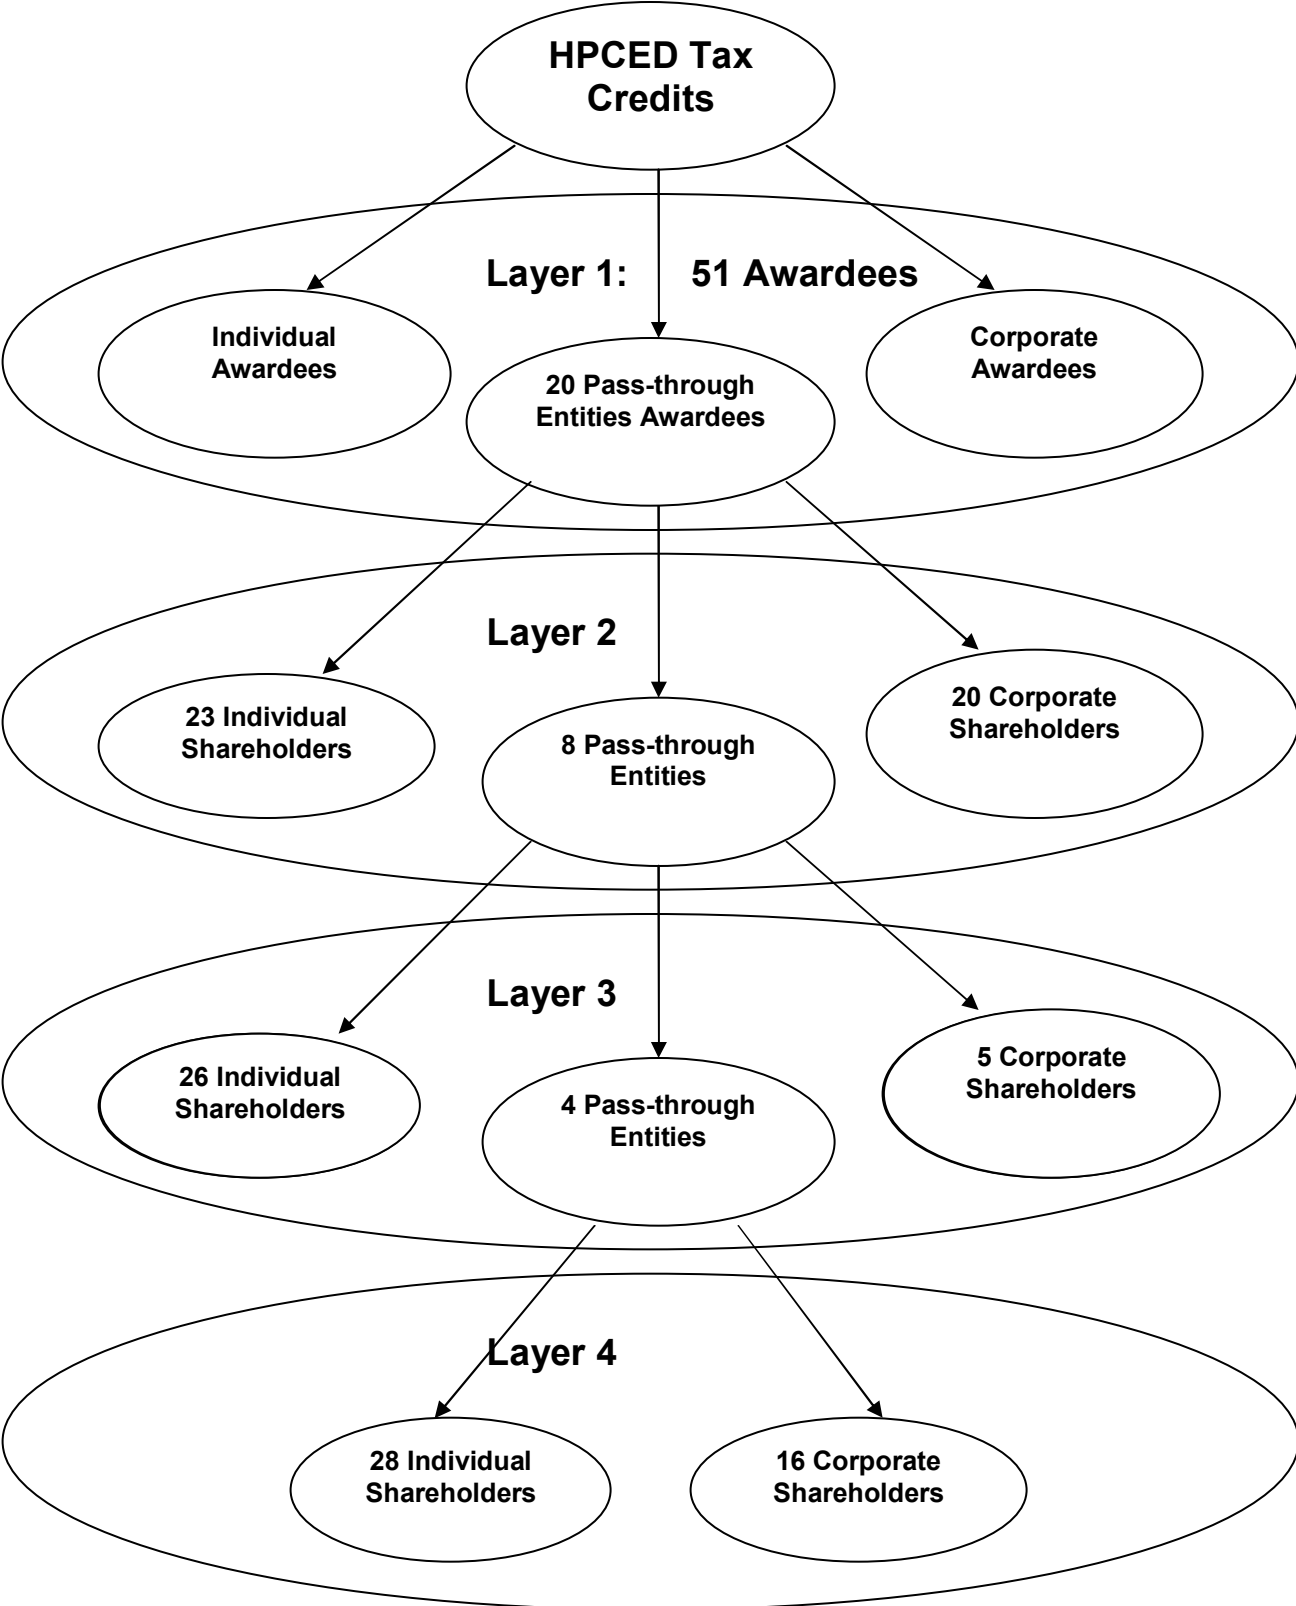 HPCED Tax
Credits
Layer 1: 51 Awardees
Individual
Awardees
20 Pass-through
Entities Awardees
Corporate
Awardees
Layer 2
23 Individual
Shareholders
8 Pass-through
Entities
20 Corporate
Shareholders
Layer 3
26 Individual
Shareholders
4 Pass-through
Entities
5 Corporate
Shareholders
Layer 4
28 Individual
Shareholders
16 Corporate
Shareholders